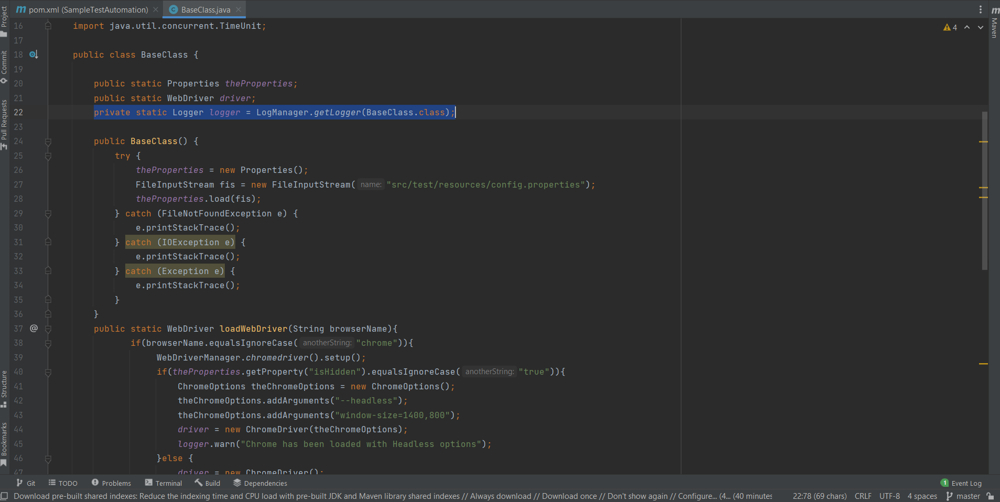 pom.xml (SampleTestAutomation)
BaseClass.java
Project
Commit
Pull Requests
Structure
Bookmarks
Maven
4
16 import java.util.concurrent.TimeUnit;
17
18 public class BaseClass {
19
20 public static Properties theProperties;
21 public static WebDriver driver;
22 private static Logger logger = LogManager.getLogger(BaseClass.class);
23
24 public BaseClass() {
25 try {
26 theProperties = new Properties();
27 FileInputStream fis = new FileInputStream( name: "src/test/resources/config.properties");
28 theProperties.load(fis);
29 } catch (FileNotFoundException e) {
30 e.printStackTrace();
31 } catch (IOException e) {
32 e.printStackTrace();
33 } catch (Exception e) {
34 e.printStackTrace();
35 }
36 }
37 @ public static WebDriver loadWebDriver(String browserName){
38 if(browserName.equalsIgnoreCase( anotherString: "chrome")){
39 WebDriverManager.chromedriver().setup();
40 if(theProperties.getProperty("isHidden").equalsIgnoreCase( anotherString: "true")){
41 ChromeOptions theChromeOptions = new ChromeOptions();
42 theChromeOptions.addArguments("--headless");
43 theChromeOptions.addArguments("window-size=1400,800");
44 driver = new ChromeDriver(theChromeOptions);
45 logger.warn("Chrome has been loaded with Headless options");
46 }else {
47 driver = new ChromeDriver();
Git TODO Problems Terminal Build Dependencies 1 Event Log
Download pre-built shared indexes: Reduce the indexing time and CPU load with pre-built JDK and Maven library shared indexes // Always download // Download once // Don't show again // Configure... (4... (40 minutes 22:78 (69 chars) CRLF UTF-8 4 spaces master